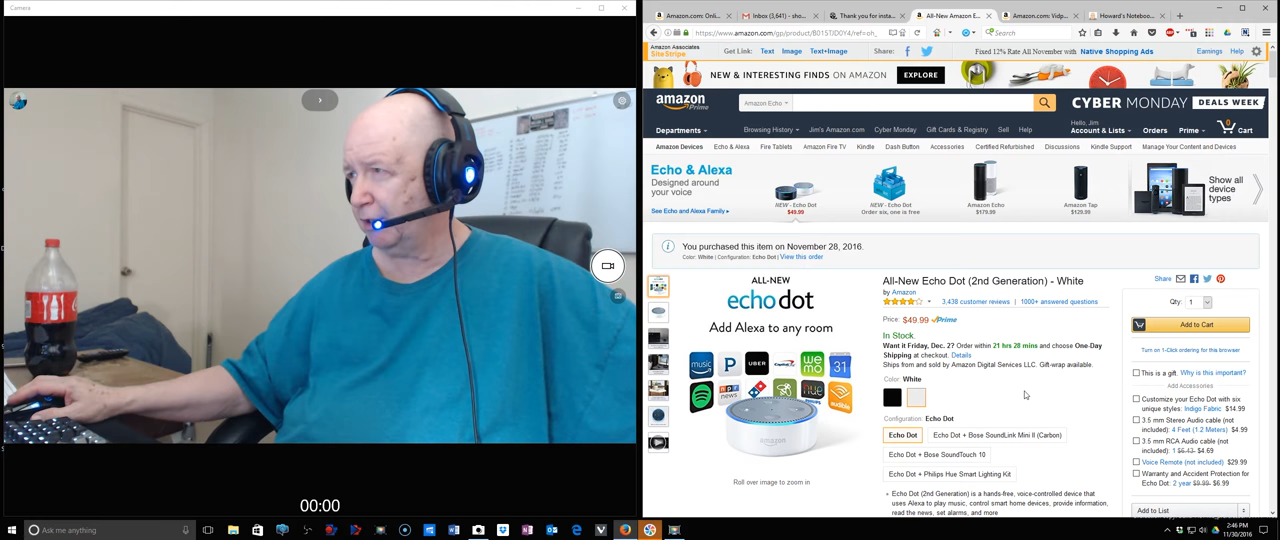 Camera
00:00
Amazon.com: Onli...
Inbox (3,641) - sho...
Thank you for insta...
All-New Amazon E...
Amazon.com: Vidp...
Howard's Notebook...
Search
Amazon Associates
SiteStripe
Get Link: Text Image Text+Image
Share:
Fixed 12% Rate All November with Native Shopping Ads
Earnings Help
NEW & INTERESTING FINDS ON AMAZON EXPLORE
amazon
Prime
Amazon Echo
CYBER MONDAY DEALS WEEK
Departments
Browsing History Jim's Amazon.com Cyber Monday Gift Cards & Registry Sell Help
Hello, Jim
Account & Lists Orders Prime 0 Cart
Amazon Devices Echo & Alexa Fire Tablets Amazon Fire TV Kindle Dash Button Accessories Certified Refurbished Discussions Kindle Support Manage Your Content and Devices
Echo & Alexa
Designed around
your voice
See Echo and Alexa Family ▸
NEW - Echo Dot
$49.99
NEW - Echo Dot
Order six, one is free
Amazon Echo
$179.99
Amazon Tap
$129.99
Show all
device
types
You purchased this item on November 28, 2016.
Color: White | Configuration: Echo Dot | View this order
ALL-NEW
echo dot
Add Alexa to any room
music
P
UBER
Capital One
we
mo
31
npr
news
hue
PHILIPS
audible
amazon
Roll over image to zoom in
All-New Echo Dot (2nd Generation) - White
by Amazon
3,438 customer reviews | 1000+ answered questions
Price: $49.99 Prime
In Stock.
Want it Friday, Dec. 2? Order within 21 hrs 28 mins and choose One-Day
Shipping at checkout. Details
Ships from and sold by Amazon Digital Services LLC. Gift-wrap available.
Color: White
Configuration: Echo Dot
Echo Dot
Echo Dot + Bose SoundLink Mini II (Carbon)
Echo Dot + Bose SoundTouch 10
Echo Dot + Philips Hue Smart Lighting Kit
Echo Dot (2nd Generation) is a hands-free, voice-controlled device that
uses Alexa to play music, control smart home devices, provide information,
read the news, set alarms, and more
Share
Qty: 1
Add to Cart
Turn on 1-Click ordering for this browser
This is a gift. Why is this important?
Add Accessories
Customize your Echo Dot with six
unique styles: Indigo Fabric $14.99
3.5 mm Stereo Audio cable (not
included): 4 Feet (1.2 Meters) $4.99
3.5 mm RCA Audio cable (not
included): 1 $6.43 $4.69
Voice Remote (not included) $29.99
Warranty and Accident Protection for
Echo Dot: 2 year $9.99 $6.99
Add to List
Ask me anything
2:46 PM
11/30/2016